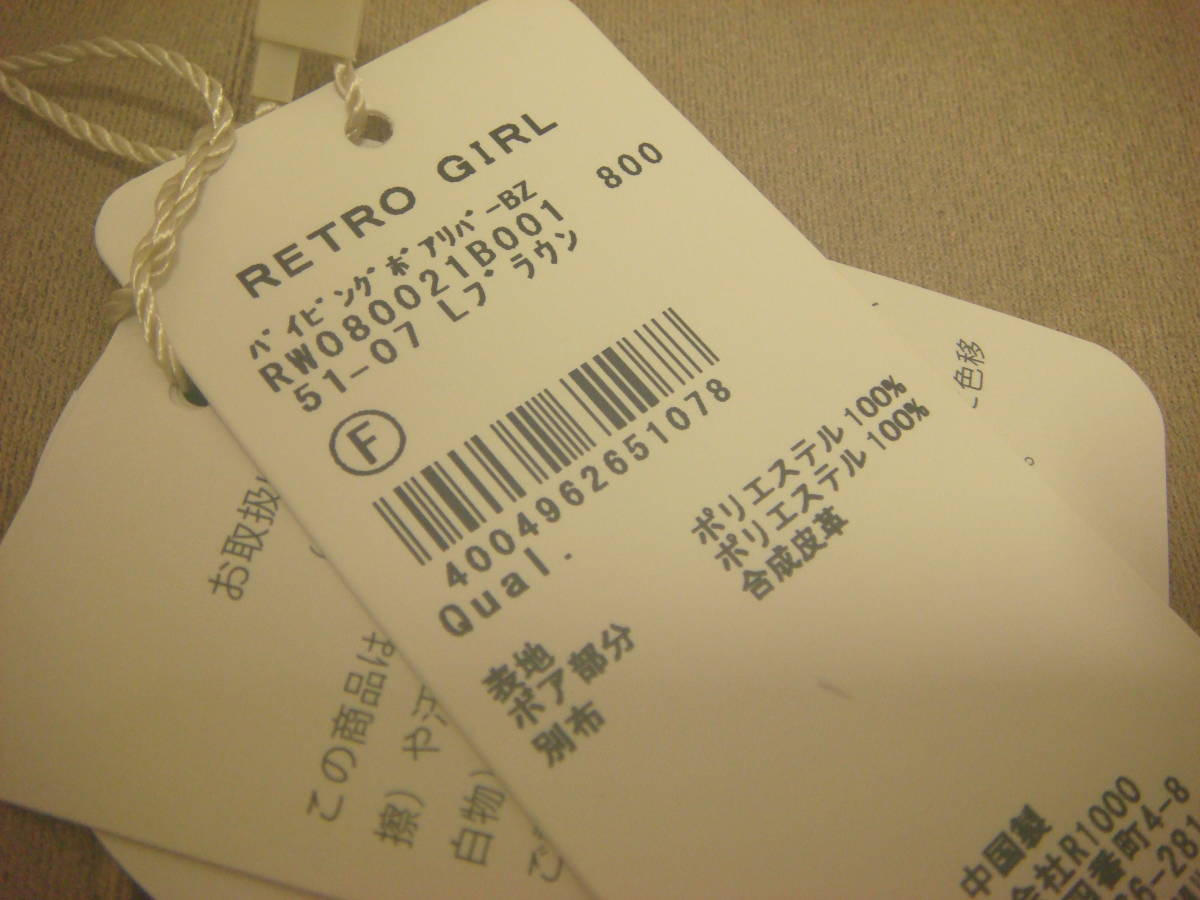 RETRO GIRL
ﾊﾟｲﾋﾟﾝｸﾞﾎﾞｱﾘﾊﾞｰBZ
RW080021B001 800
51-07 Lﾌﾞﾗｳﾝ
F
4004962651078
Qual.
表地 ポリエステル 100%
ボア部分 ポリエステル 100%
別布 合成皮革
中国製
会社R1000
番町4-8
6-281
お取扱
この商品は
擦）や汗
白物）
色移